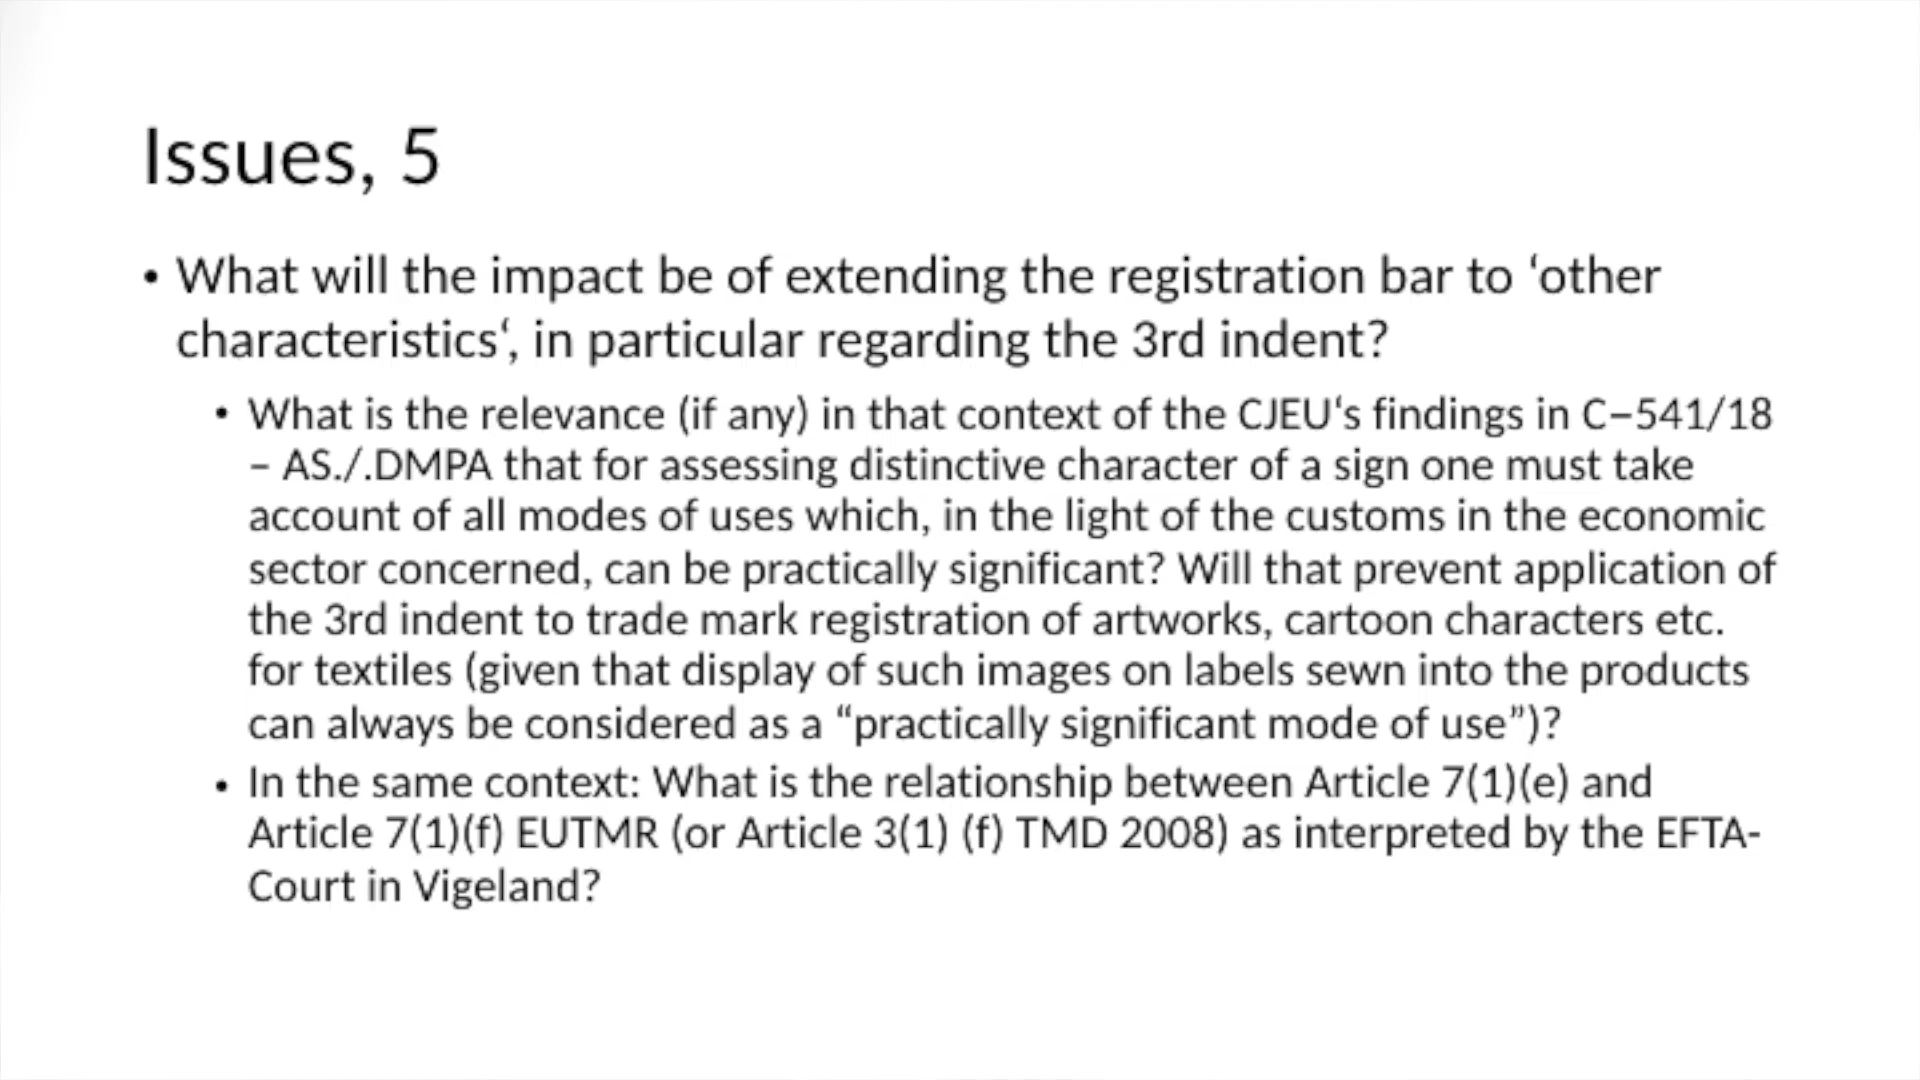 Issues, 5
• What will the impact be of extending the registration bar to ‘other
characteristics‘, in particular regarding the 3rd indent?
• What is the relevance (if any) in that context of the CJEU‘s findings in C–541/18
– AS./.DMPA that for assessing distinctive character of a sign one must take
account of all modes of uses which, in the light of the customs in the economic
sector concerned, can be practically significant? Will that prevent application of
the 3rd indent to trade mark registration of artworks, cartoon characters etc.
for textiles (given that display of such images on labels sewn into the products
can always be considered as a “practically significant mode of use”)?
• In the same context: What is the relationship between Article 7(1)(e) and
Article 7(1)(f) EUTMR (or Article 3(1) (f) TMD 2008) as interpreted by the EFTA-
Court in Vigeland?